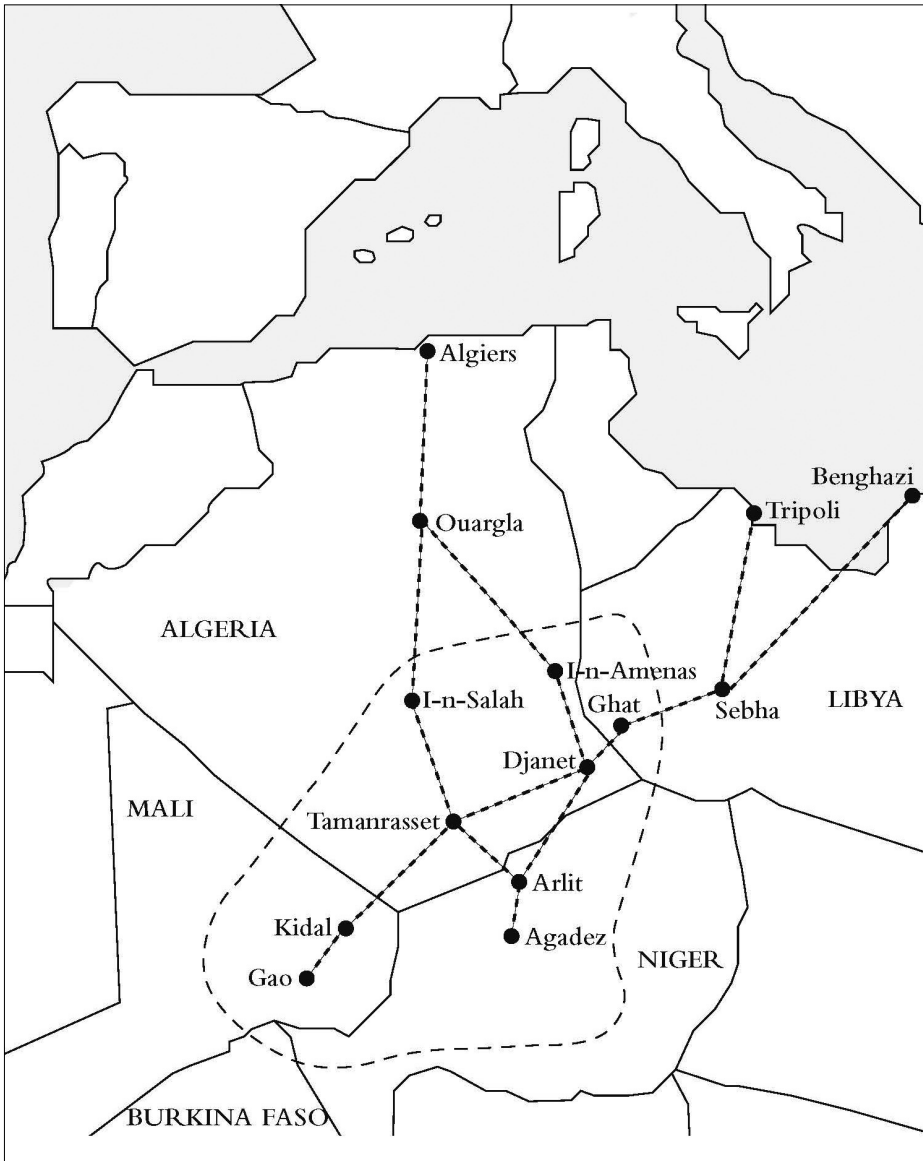 Algiers
Benghazi
Tripoli
Ouargla
ALGERIA
I-n-Amenas
I-n-Salah
Ghat
Sebha
LIBYA
Djanet
MALI
Tamanrasset
Arlit
Kidal
Agadez
NIGER
Gao
BURKINA FASO